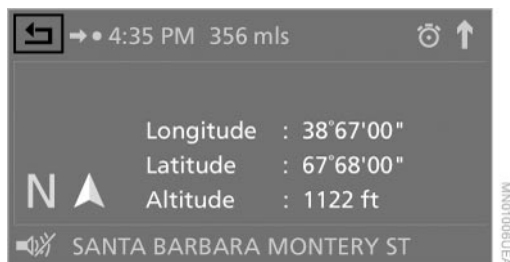 4:35 PM 356 mls
Longitude : 38°67'00"
Latitude : 67°68'00"
Altitude : 1122 ft
N
SANTA BARBARA MONTERY ST